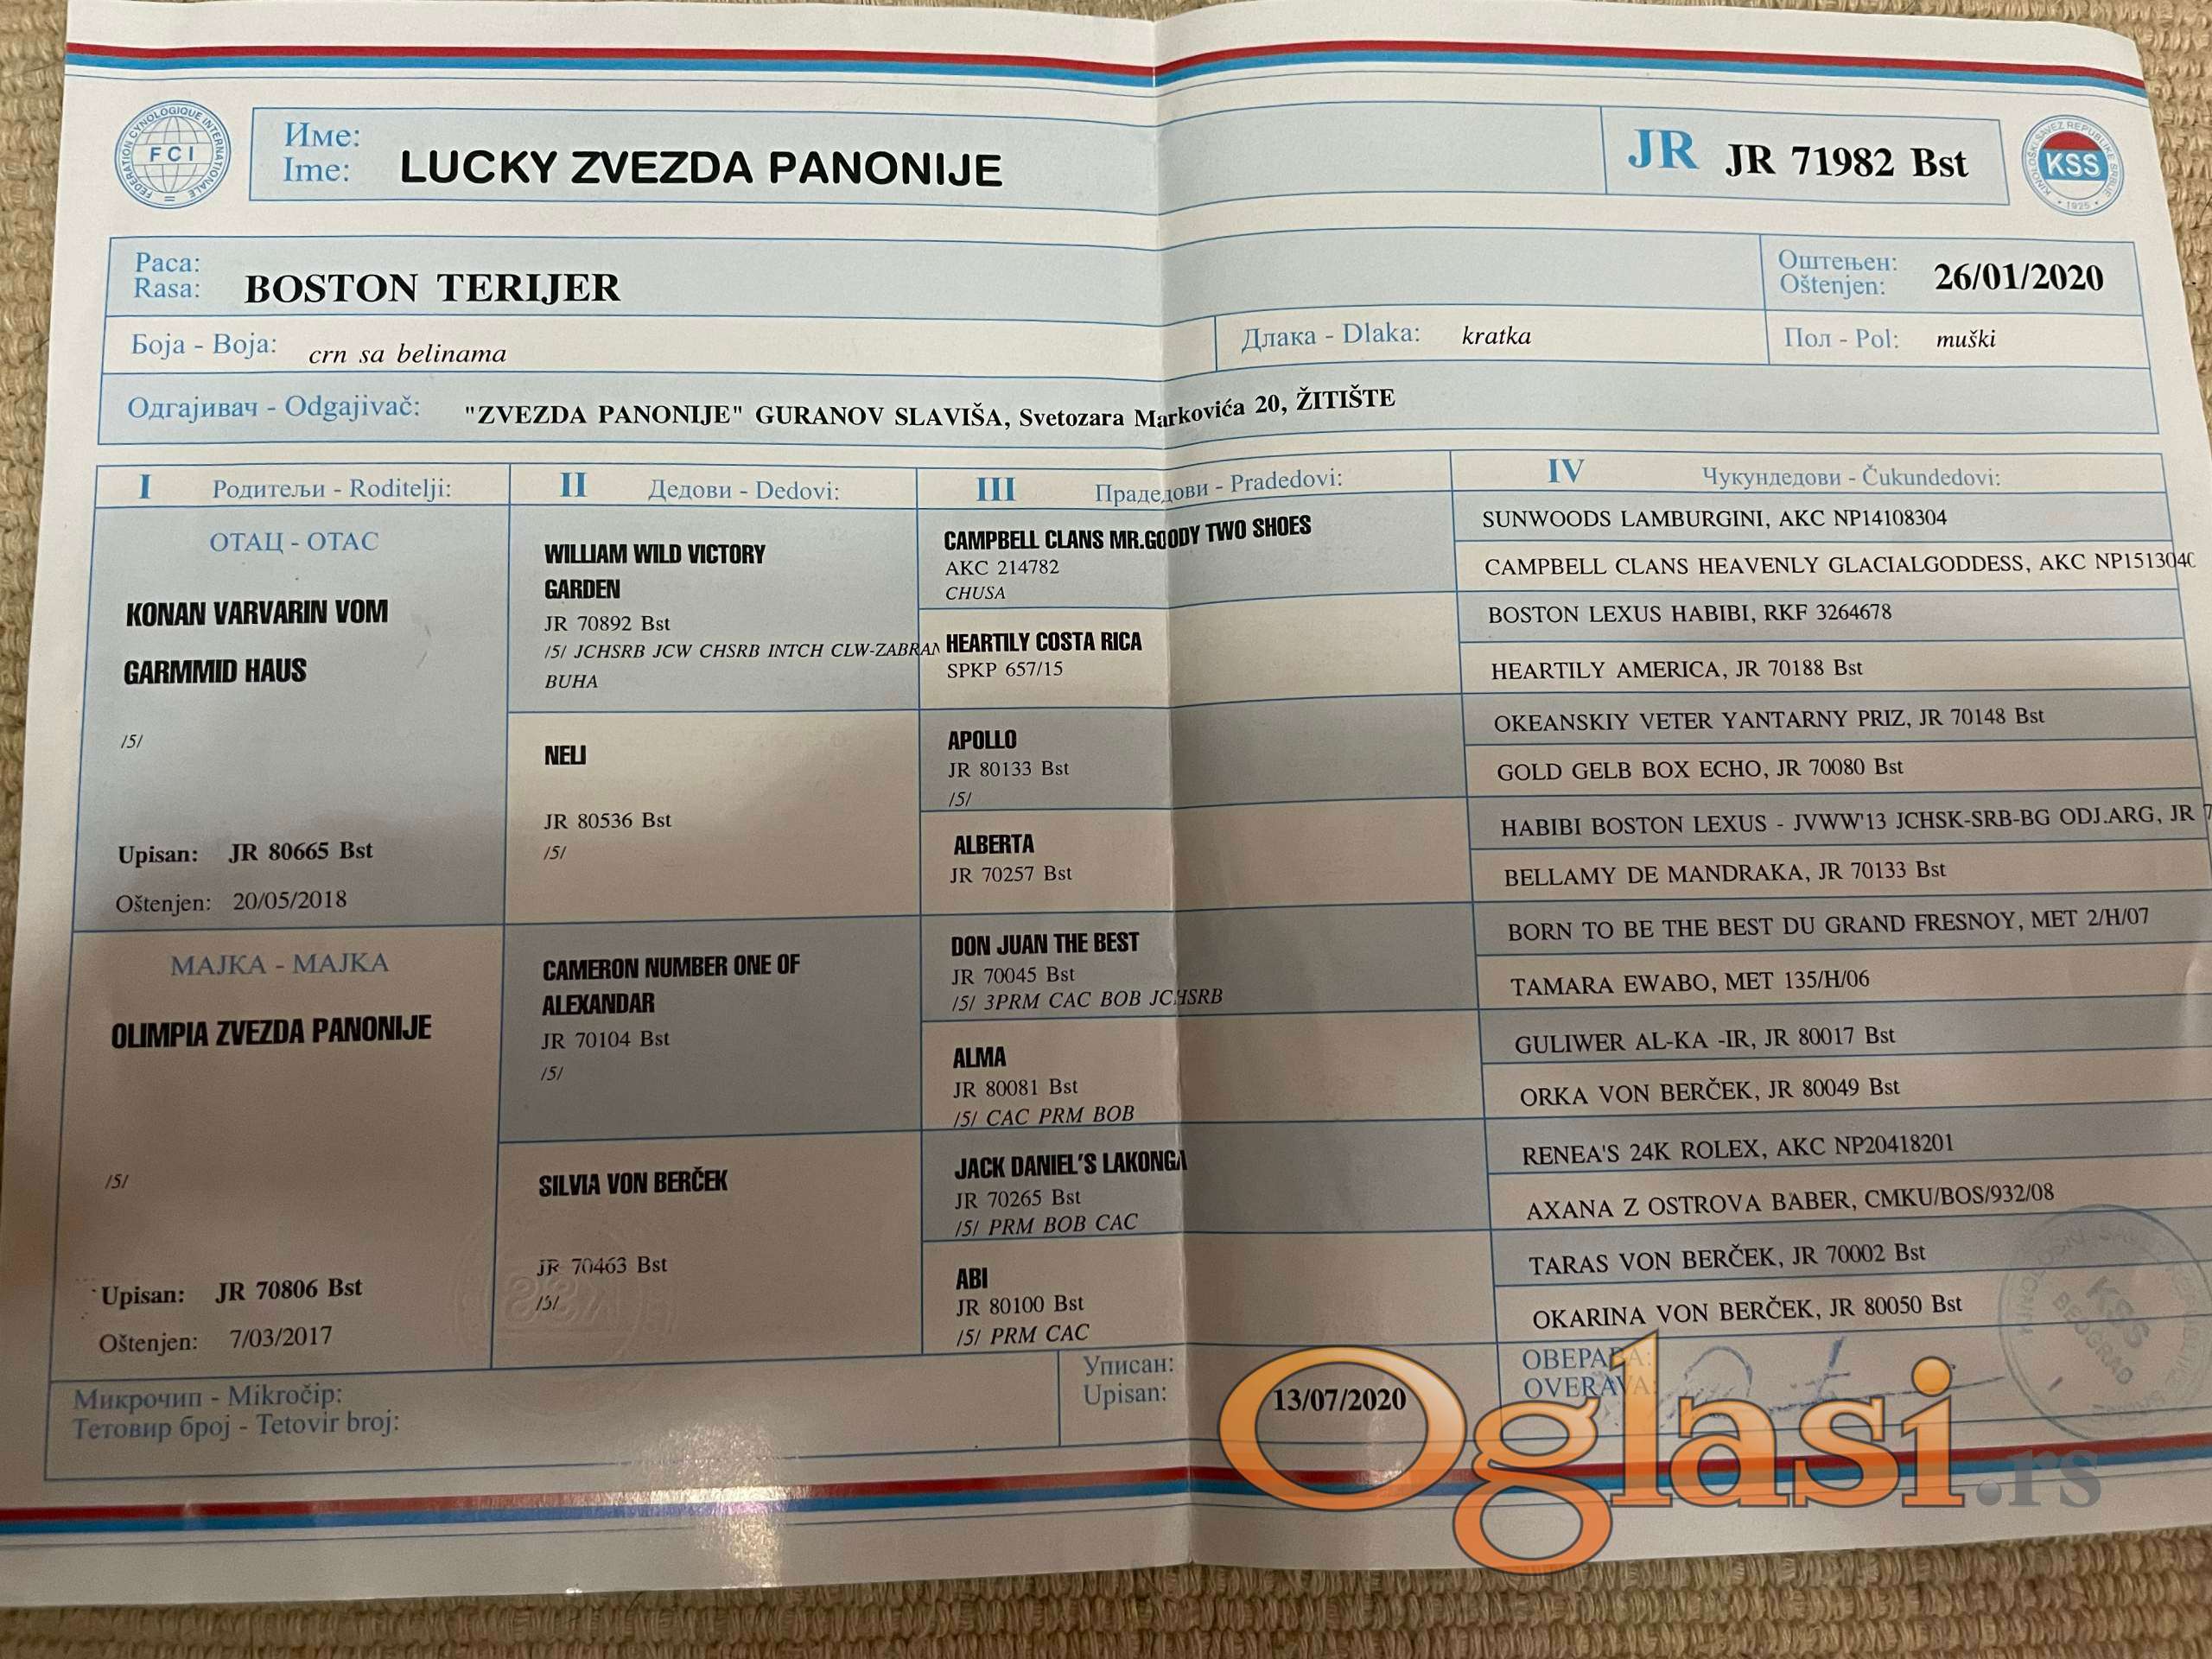 FEDERATION CYNOLOGIQUE INTERNATIONALE
FCI
Име:
Ime:
LUCKY ZVEZDA PANONIJE
JR
JR 71982 Bst
KINOLOŠKI SAVEZ REPUBLIKE SRBIJE
KSS
1925
Раса:
Rasa:
BOSTON TERIJER
Оштењен:
Oštenjen:
26/01/2020
Боја - Boja:
crn sa belinama
Длака - Dlaka:
kratka
Пол - Pol:
muški
Одгајивач - Odgajivač:
"ZVEZDA PANONIJE" GURANOV SLAVIŠA, Svetozara Markovića 20, ŽITIŠTE
I Родитељи - Roditelji:
II Дедови - Dedovi:
III Прадедови - Pradedovi:
IV Чукундедови - Čukundedovi:
ОТАЦ - OTAC
KONAN VARVARIN VOM
GARMMID HAUS
/5/
Upisan: JR 80665 Bst
Oštenjen: 20/05/2018
МАЈКА - MAJKA
OLIMPIA ZVEZDA PANONIJE
/5/
Upisan: JR 70806 Bst
Oštenjen: 7/03/2017
WILLIAM WILD VICTORY
GARDEN
JR 70892 Bst
/5/ JCHSRB JCW CHSRB INTCH CLW-ZABRAN
BUHA
NELI
JR 80536 Bst
/5/
CAMERON NUMBER ONE OF
ALEXANDAR
JR 70104 Bst
/5/
SILVIA VON BERČEK
JR 70463 Bst
/5/
CAMPBELL CLANS MR.GOODY TWO SHOES
AKC 214782
CHUSA
HEARTILY COSTA RICA
SPKP 657/15
APOLLO
JR 80133 Bst
/5/
ALBERTA
JR 70257 Bst
DON JUAN THE BEST
JR 70045 Bst
/5/ 3PRM CAC BOB JCHSRB
ALMA
JR 80081 Bst
/5/ CAC PRM BOB
JACK DANIEL'S LAKONGA
JR 70265 Bst
/5/ PRM BOB CAC
ABI
JR 80100 Bst
/5/ PRM CAC
SUNWOODS LAMBURGINI, AKC NP14108304
CAMPBELL CLANS HEAVENLY GLACIALGODDESS, AKC NP1513040
BOSTON LEXUS HABIBI, RKF 3264678
HEARTILY AMERICA, JR 70188 Bst
OKEANSKIY VETER YANTARNY PRIZ, JR 70148 Bst
GOLD GELB BOX ECHO, JR 70080 Bst
HABIBI BOSTON LEXUS - JVWW'13 JCHSK-SRB-BG ODJ.ARG, JR 7
BELLAMY DE MANDRAKA, JR 70133 Bst
BORN TO BE THE BEST DU GRAND FRESNOY, MET 2/H/07
TAMARA EWABO, MET 135/H/06
GULIWER AL-KA -IR, JR 80017 Bst
ORKA VON BERČEK, JR 80049 Bst
RENEA'S 24K ROLEX, AKC NP20418201
AXANA Z OSTROVA BABER, CMKU/BOS/932/08
TARAS VON BERČEK, JR 70002 Bst
OKARINA VON BERČEK, JR 80050 Bst
Микрочип - Mikročip:
Тетовир број - Tetovir broj:
Уписан:
Upisan:
13/07/2020
ОВЕРАВА:
OVERAVA:
KSS
BEOGRAD
Oglasi.rs